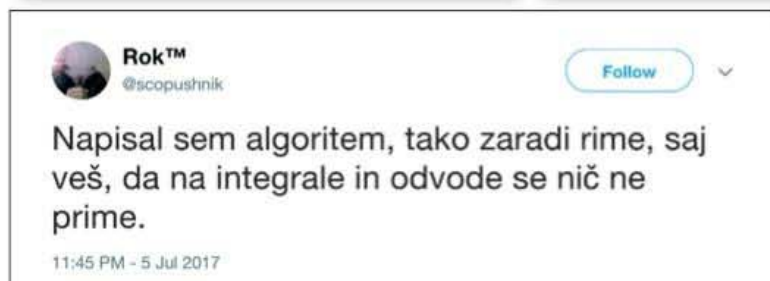 Rok™
@scopushnik
Follow
Napisal sem algoritem, tako zaradi rime, saj
veš, da na integrale in odvode se nič ne
prime.
11:45 PM - 5 Jul 2017